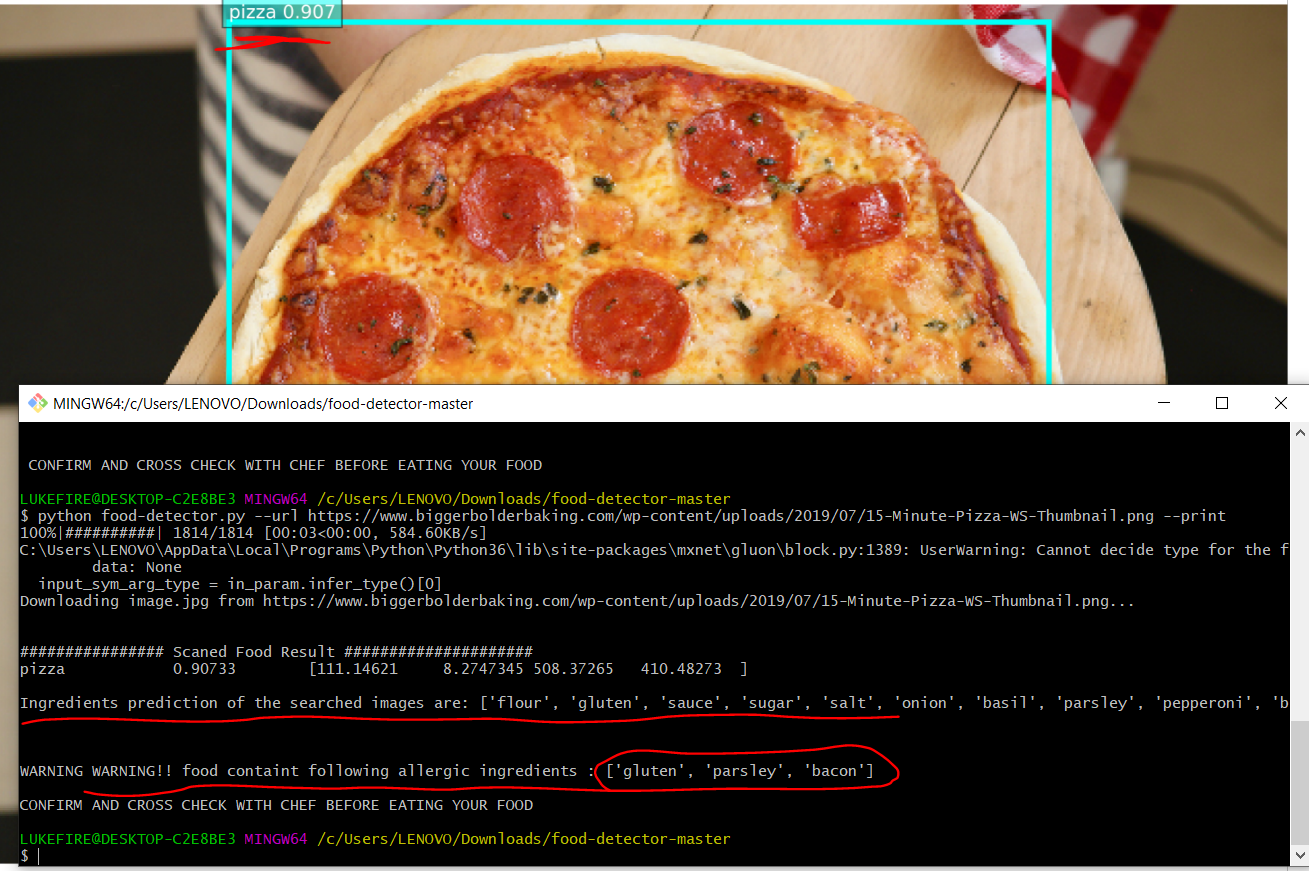 pizza 0.907
MINGW64:/c/Users/LENOVO/Downloads/food-detector-master
CONFIRM AND CROSS CHECK WITH CHEF BEFORE EATING YOUR FOOD
LUKEFIRE@DESKTOP-C2E8BE3 MINGW64 /c/Users/LENOVO/Downloads/food-detector-master
$ python food-detector.py --url https://www.biggerbolderbaking.com/wp-content/uploads/2019/07/15-Minute-Pizza-WS-Thumbnail.png --print
100%|##########| 1814/1814 [00:03<00:00, 584.60KB/s]
C:\Users\LENOVO\AppData\Local\Programs\Python\Python36\lib\site-packages\mxnet\gluon\block.py:1389: UserWarning: Cannot decide type for the f
data: None
input_sym_arg_type = in_param.infer_type()[0]
Downloading image.jpg from https://www.biggerbolderbaking.com/wp-content/uploads/2019/07/15-Minute-Pizza-WS-Thumbnail.png...
################ Scaned Food Result #####################
pizza 0.90733 [111.14621 8.2747345 508.37265 410.48273 ]
Ingredients prediction of the searched images are: ['flour', 'gluten', 'sauce', 'sugar', 'salt', 'onion', 'basil', 'parsley', 'pepperoni', 'b
WARNING WARNING!! food containt following allergic ingredients : ['gluten', 'parsley', 'bacon']
CONFIRM AND CROSS CHECK WITH CHEF BEFORE EATING YOUR FOOD
LUKEFIRE@DESKTOP-C2E8BE3 MINGW64 /c/Users/LENOVO/Downloads/food-detector-master
$